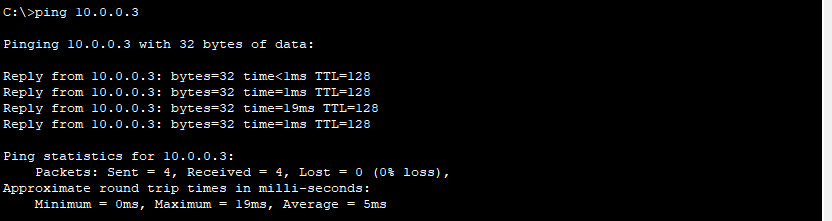 C:\>ping 10.0.0.3
Pinging 10.0.0.3 with 32 bytes of data:
Reply from 10.0.0.3: bytes=32 time<1ms TTL=128
Reply from 10.0.0.3: bytes=32 time=1ms TTL=128
Reply from 10.0.0.3: bytes=32 time=19ms TTL=128
Reply from 10.0.0.3: bytes=32 time=1ms TTL=128
Ping statistics for 10.0.0.3:
    Packets: Sent = 4, Received = 4, Lost = 0 (0% loss),
Approximate round trip times in milli-seconds:
    Minimum = 0ms, Maximum = 19ms, Average = 5ms